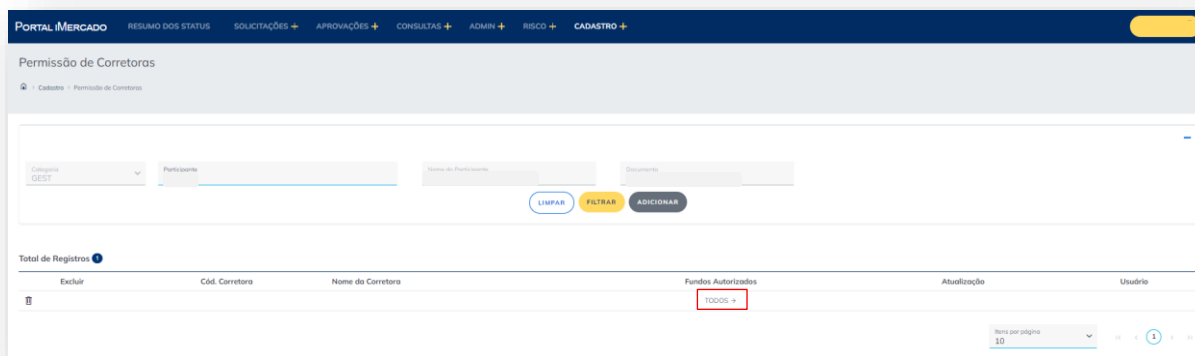 PORTAL IMERCADO RESUMO DOS STATUS SOLICITAÇÕES + APROVAÇÕES + CONSULTAS + ADMIN + RISCO + CADASTRO +
Permissão de Corretoras
Cadastro > Permissão de Corretoras
Categoria Participante Nome do Participante Documento
GEST
LIMPAR FILTRAR ADICIONAR
Total de Registros 1
Excluir Cód. Corretora Nome da Corretora Fundos Autorizados Atualização Usuário
TODOS →
Itens por página
10 « ‹ 1 › »